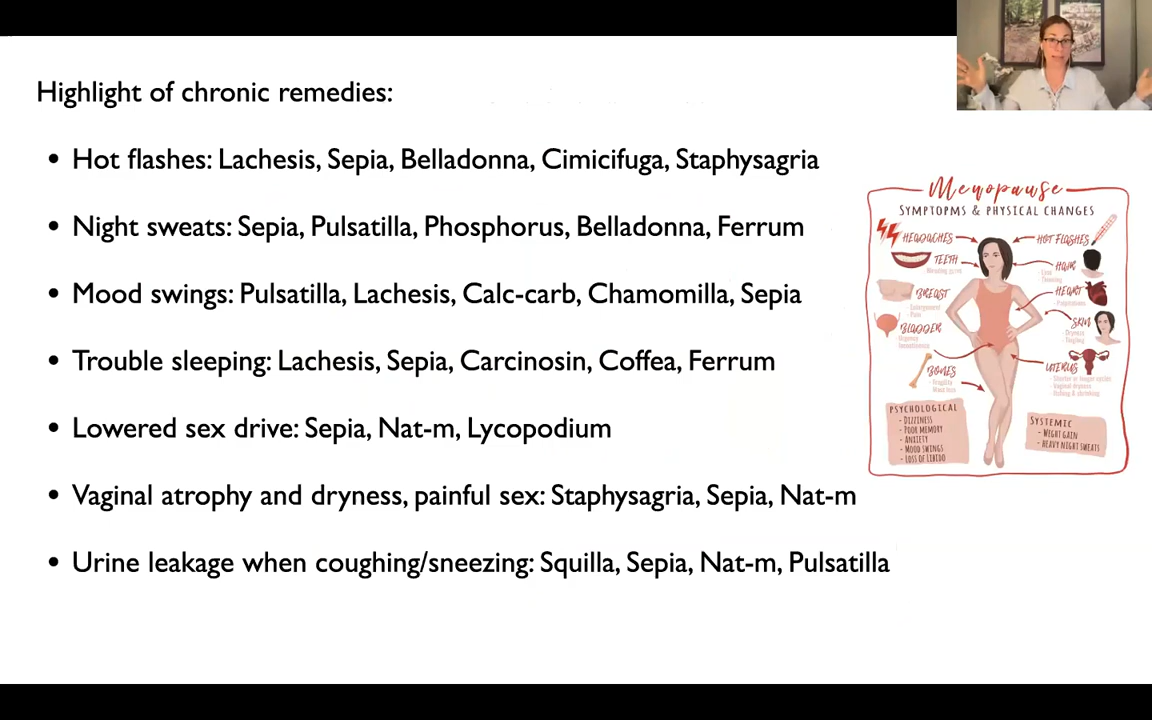 Highlight of chronic remedies:
• Hot flashes: Lachesis, Sepia, Belladonna, Cimicifuga, Staphysagria
• Night sweats: Sepia, Pulsatilla, Phosphorus, Belladonna, Ferrum
• Mood swings: Pulsatilla, Lachesis, Calc-carb, Chamomilla, Sepia
• Trouble sleeping: Lachesis, Sepia, Carcinosin, Coffea, Ferrum
• Lowered sex drive: Sepia, Nat-m, Lycopodium
• Vaginal atrophy and dryness, painful sex: Staphysagria, Sepia, Nat-m
• Urine leakage when coughing/sneezing: Squilla, Sepia, Nat-m, Pulsatilla
Menopause
SYMPTOPMS & PHYSICAL CHANGES
HEADACHES
TEETH
BREAST
BLADDER
BONES
HOT FLASHES
HAIR
HEART
SKIN
UTERUS
PSYCHOLOGICAL
- DIZZINESS
- POOR MEMORY
- ANXIETY
- MOOD SWINGS
- LOSS OF LIBIDO
SYSTEMIC
- WEIGHT GAIN
- HEAVY NIGHT SWEATS